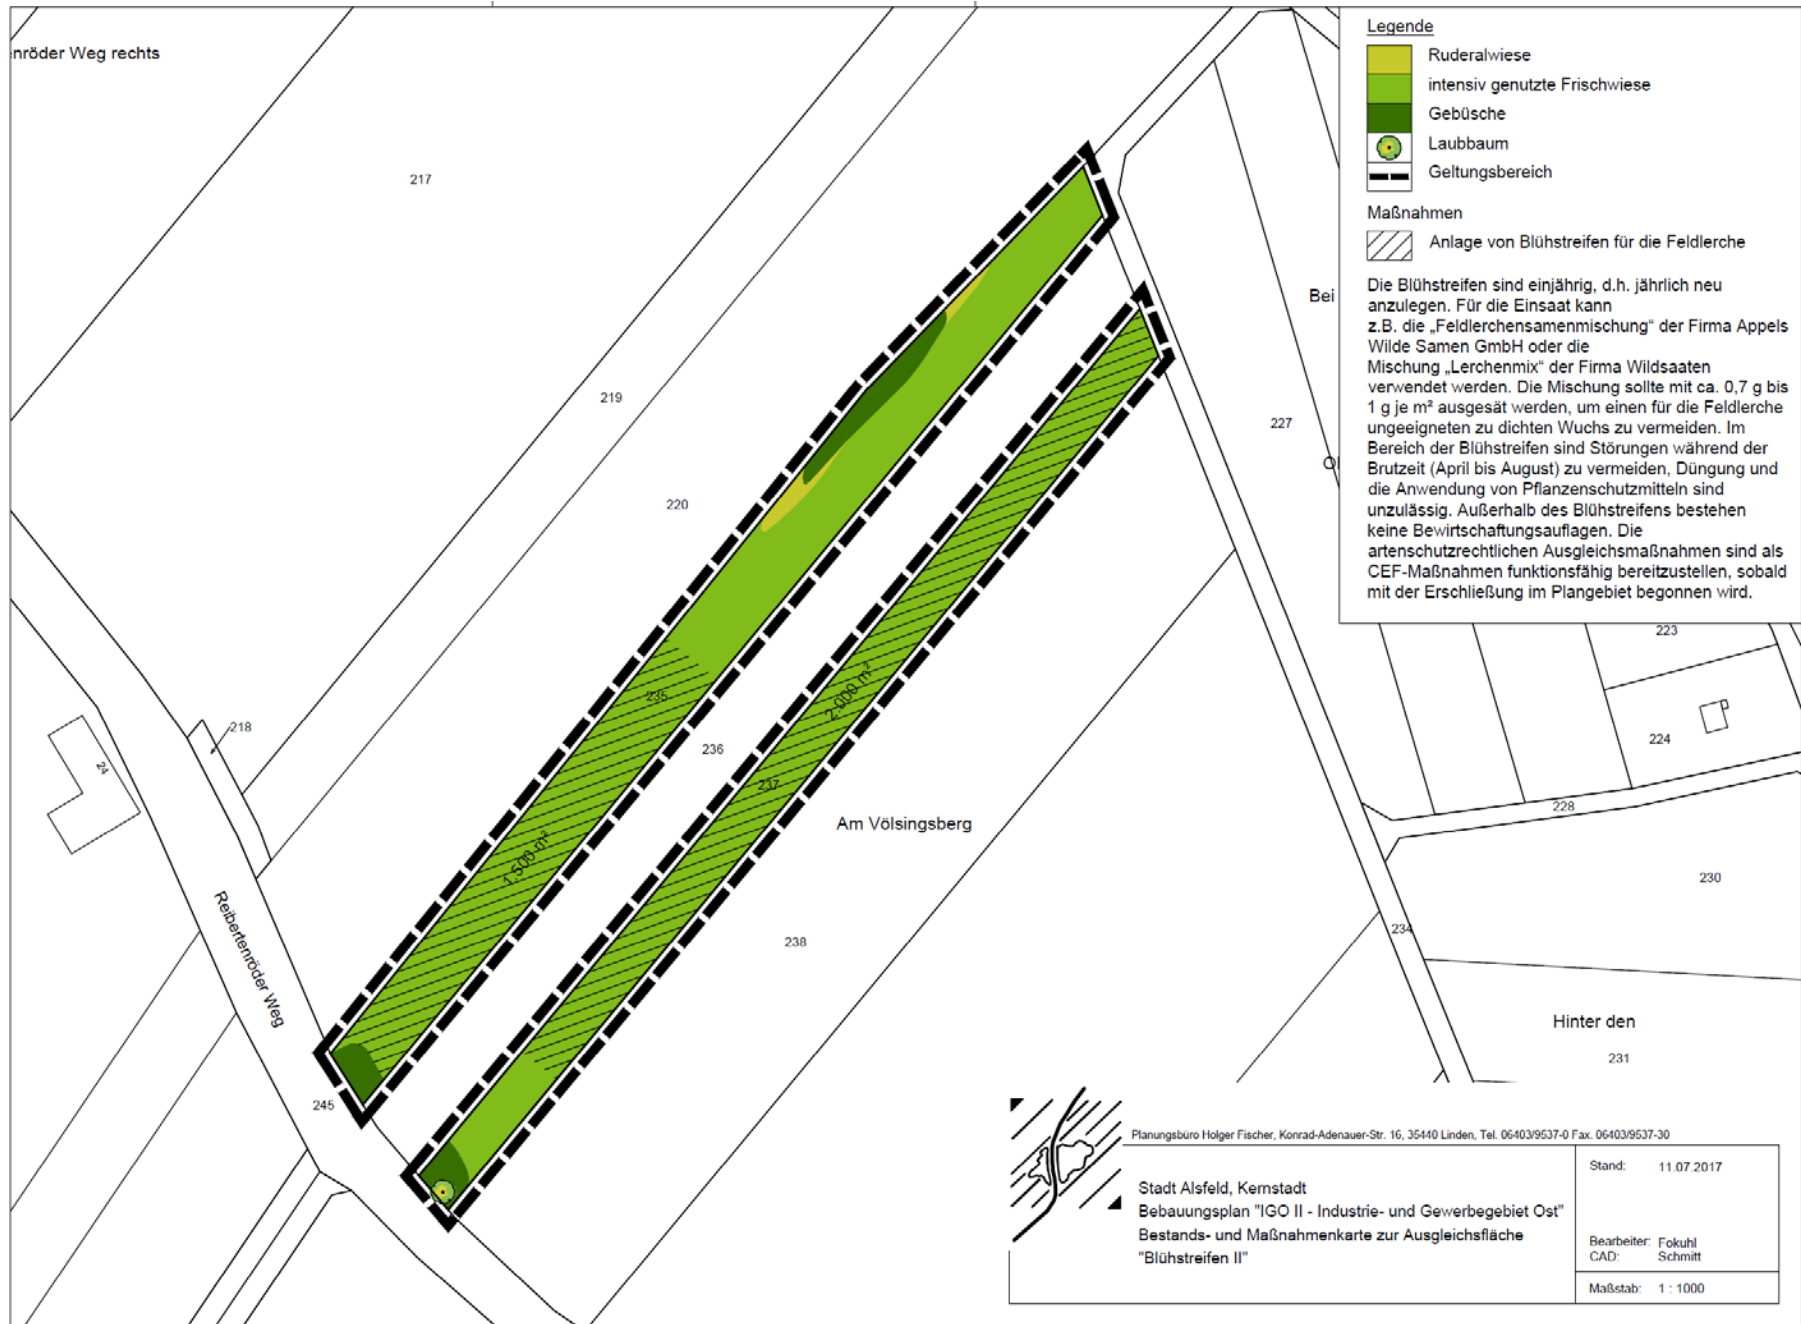 enröder Weg rechts
217
219
220
218
24
235
236
237
1.500 m²
2.000 m²
Am Völsingsberg
238
Reibertenröder Weg
245
Bei
227
223
224
228
230
234
Hinter den
231
Legende
Ruderalwiese
intensiv genutzte Frischwiese
Gebüsche
Laubbaum
Geltungsbereich
Maßnahmen
Anlage von Blühstreifen für die Feldlerche
Die Blühstreifen sind einjährig, d.h. jährlich neu
anzulegen. Für die Einsaat kann
z.B. die „Feldlerchensamenmischung" der Firma Appels
Wilde Samen GmbH oder die
Mischung „Lerchenmix" der Firma Wildsaaten
verwendet werden. Die Mischung sollte mit ca. 0,7 g bis
1 g je m² ausgesät werden, um einen für die Feldlerche
ungeeigneten zu dichten Wuchs zu vermeiden. Im
Bereich der Blühstreifen sind Störungen während der
Brutzeit (April bis August) zu vermeiden, Düngung und
die Anwendung von Pflanzenschutzmitteln sind
unzulässig. Außerhalb des Blühstreifens bestehen
keine Bewirtschaftungsauflagen. Die
artenschutzrechtlichen Ausgleichsmaßnahmen sind als
CEF-Maßnahmen funktionsfähig bereitzustellen, sobald
mit der Erschließung im Plangebiet begonnen wird.
Planungsbüro Holger Fischer, Konrad-Adenauer-Str. 16, 35440 Linden, Tel. 06403/9537-0 Fax. 06403/9537-30
Stadt Alsfeld, Kernstadt
Bebauungsplan "IGO II - Industrie- und Gewerbegebiet Ost"
Bestands- und Maßnahmenkarte zur Ausgleichsfläche
"Blühstreifen II"
Stand: 11.07.2017
Bearbeiter: Fokuhl
CAD: Schmitt
Maßstab: 1 : 1000